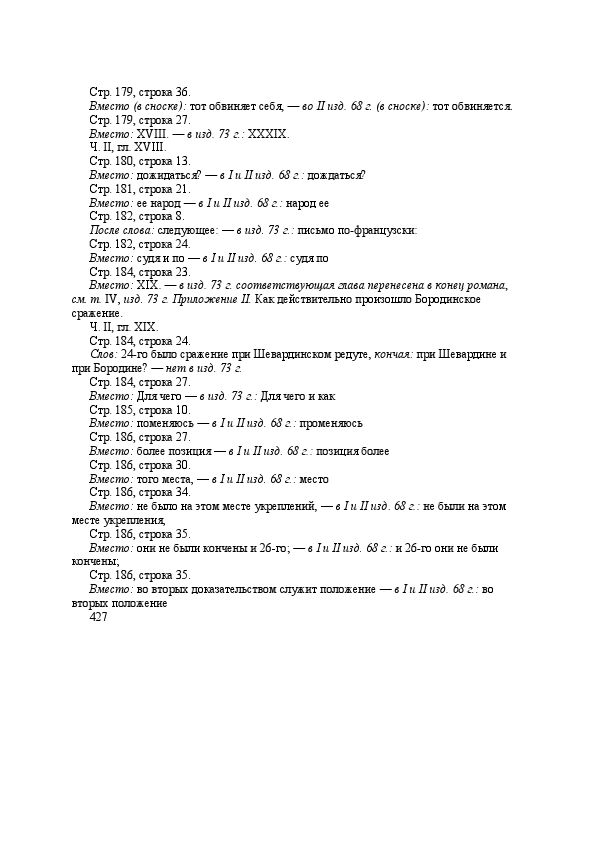 Стр. 179, строка 36.
Вместо (в сноске): тот обвиняет себя, — во II изд. 68 г. (в сноске): тот обвиняется.
Стр. 179, строка 27.
Вместо: XVIII. — в изд. 73 г.: XXXIX.
Ч. II, гл. XVIII.
Стр. 180, строка 13.
Вместо: дожидаться? — в I и II изд. 68 г.: дождаться?
Стр. 181, строка 21.
Вместо: ее народ — в I и II изд. 68 г.: народ ее
Стр. 182, строка 8.
После слова: следующее: — в изд. 73 г.: письмо по-французски:
Стр. 182, строка 24.
Вместо: судя и по — в I и II изд. 68 г.: судя по
Стр. 184, строка 23.
Вместо: XIX. — в изд. 73 г. соответствующая глава перенесена в конец романа,
см. т. IV, изд. 73 г. Приложение II. Как действительно произошло Бородинское
сражение.
Ч. II, гл. XIX.
Стр. 184, строка 24.
Слов: 24-го было сражение при Шевардинском редуте, кончая: при Шевардине и
при Бородине? — нет в изд. 73 г.
Стр. 184, строка 27.
Вместо: Для чего — в изд. 73 г.: Для чего и как
Стр. 185, строка 10.
Вместо: поменяюсь — в I и II изд. 68 г.: променяюсь
Стр. 186, строка 27.
Вместо: более позиция — в I и II изд. 68 г.: позиция более
Стр. 186, строка 30.
Вместо: того места, — в I и II изд. 68 г.: место
Стр. 186, строка 34.
Вместо: не было на этом месте укреплений, — в I и II изд. 68 г.: не были на этом
месте укрепления,
Стр. 186, строка 35.
Вместо: они не были кончены и 26-го; — в I и II изд. 68 г.: и 26-го они не были
кончены;
Стр. 186, строка 35.
Вместо: во вторых доказательством служит положение — в I и II изд. 68 г.: во
вторых положение
427